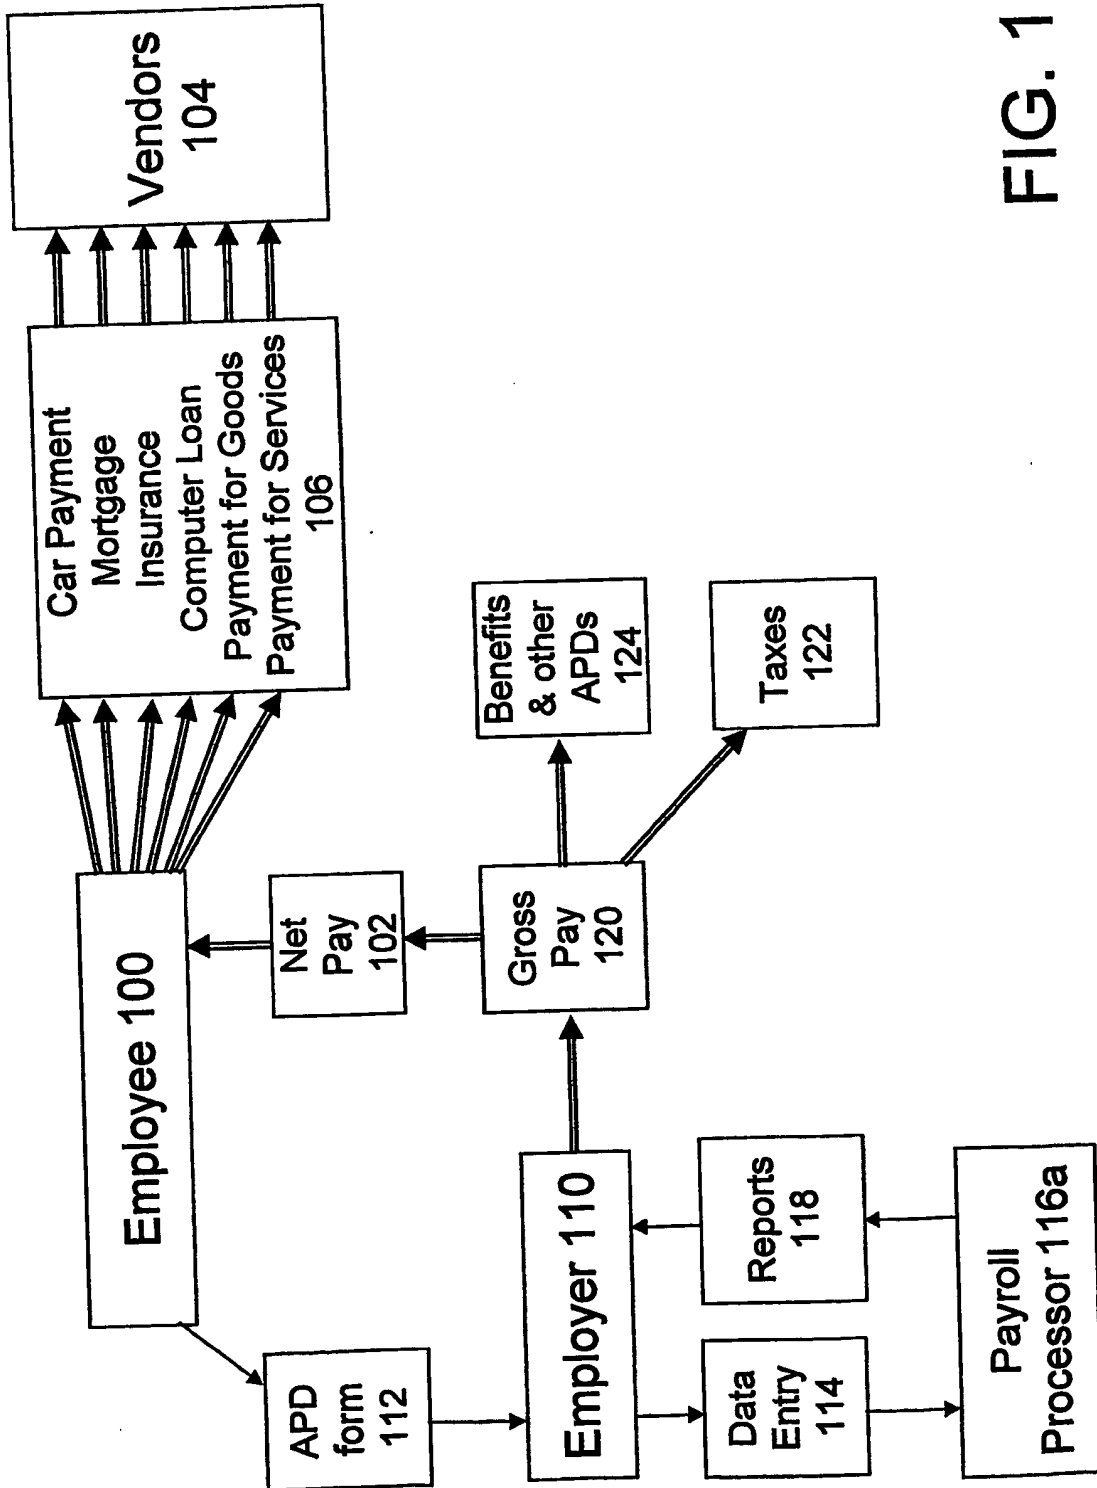 Employee 100
Car Payment
Mortgage
Insurance
Computer Loan
Payment for Goods
Payment for Services
106
Vendors
104
APD
form
112
Net
Pay
102
Employer 110
Gross
Pay
120
Benefits
& other
APDs
124
Taxes
122
Data
Entry
114
Reports
118
Payroll
Processor 116a
FIG. 1